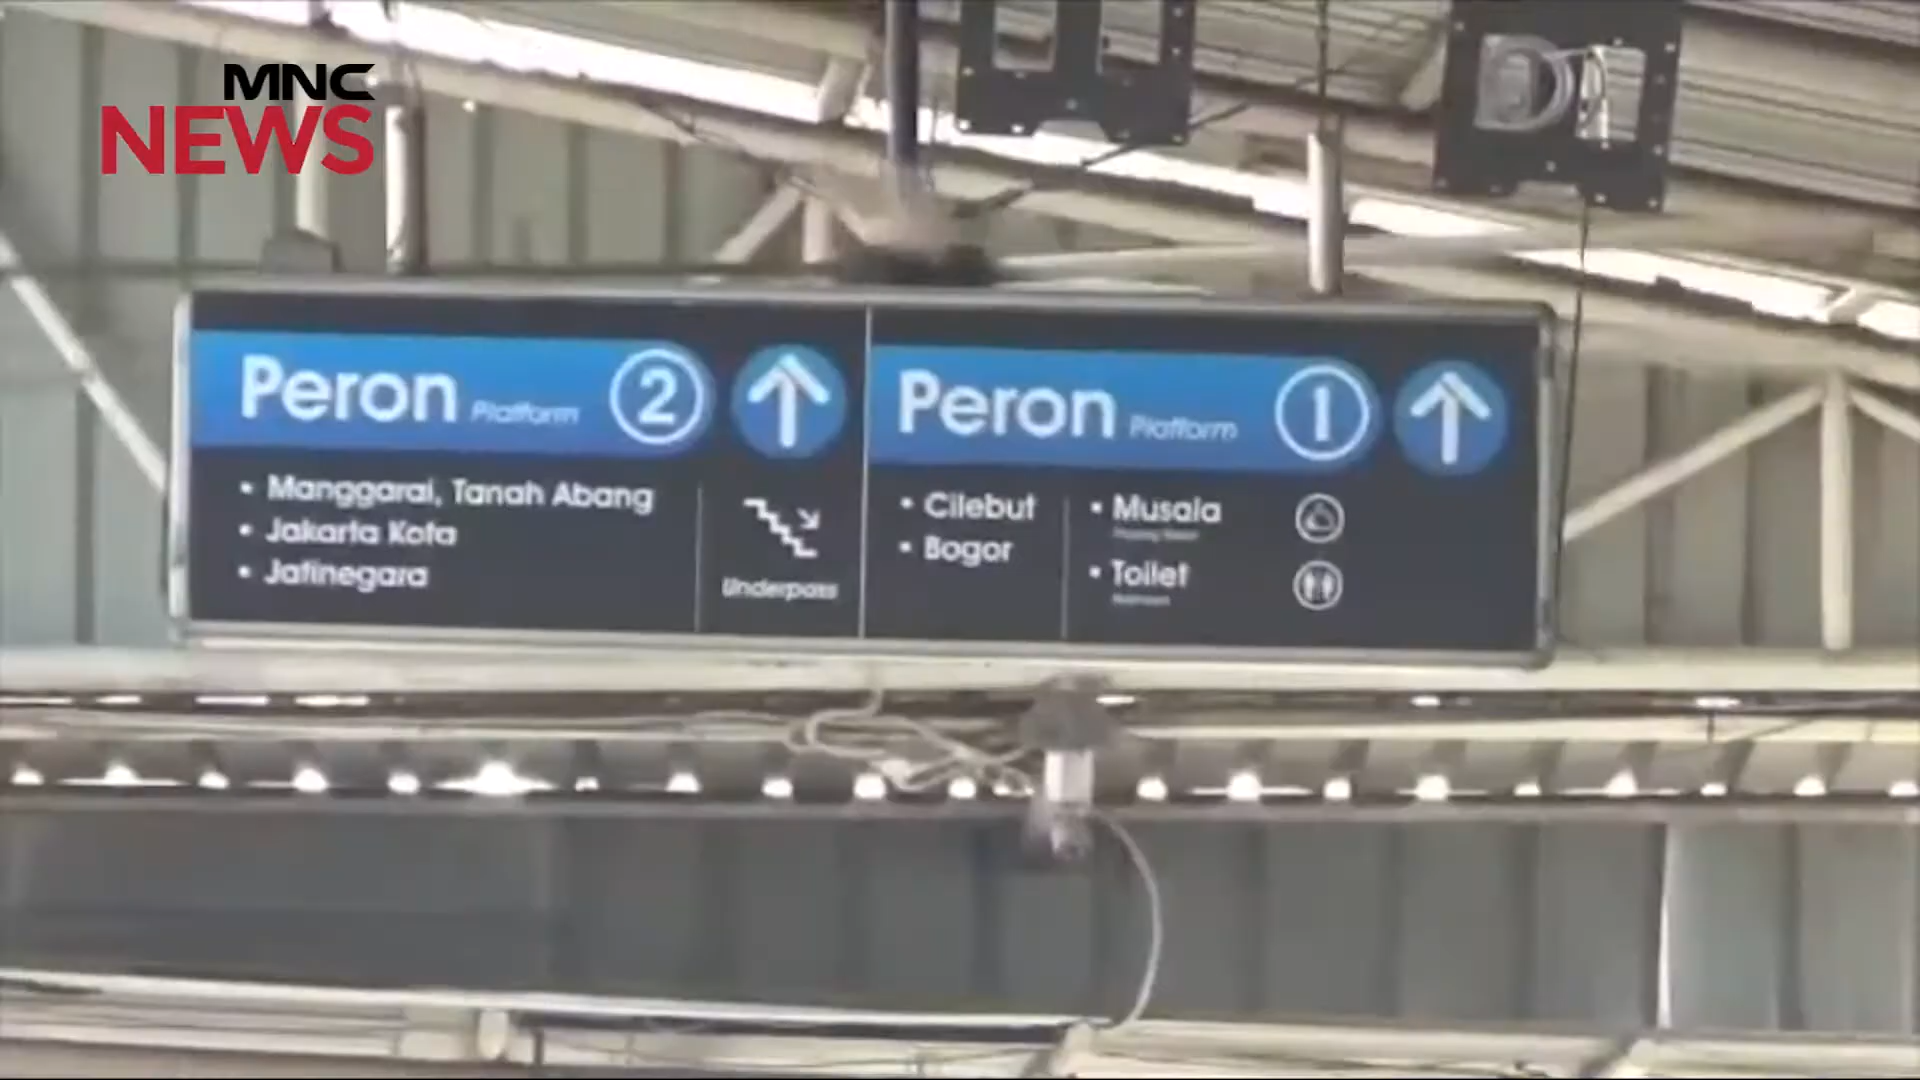 MNC
NEWS
Peron Platform 2
Manggarai, Tanah Abang
Jakarta Kota
Jatinegara
Underpass
Peron Platform 1
Cilebut
Bogor
Musala
Toilet